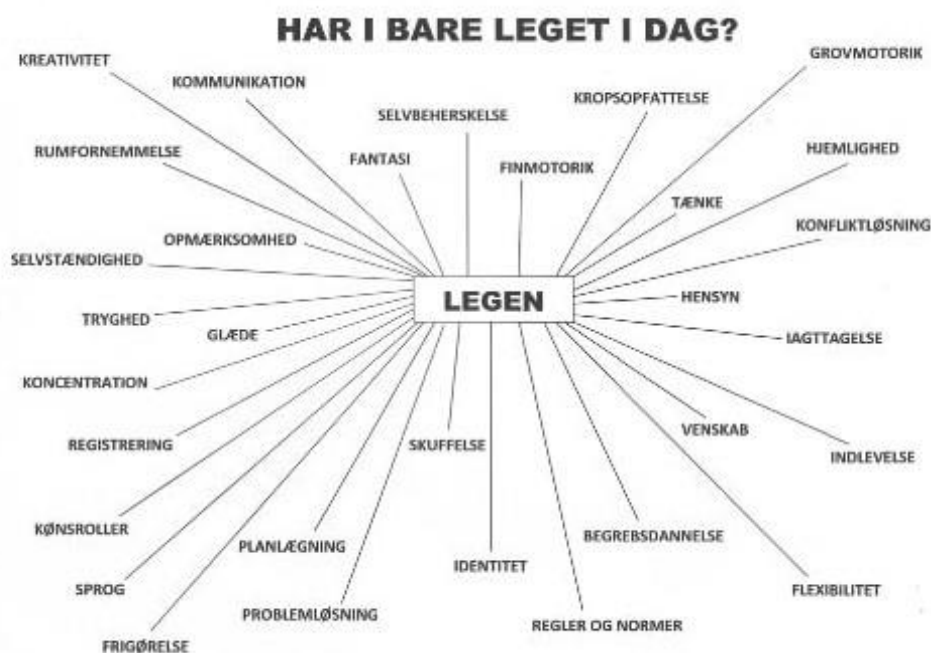 HAR I BARE LEGET I DAG?
KREATIVITET
KOMMUNIKATION
GROVMOTORIK
KROPSOPFATTELSE
SELVBEHERSKELSE
RUMFORNEMMELSE
FANTASI
FINMOTORIK
HJEMLIGHED
TÆNKE
KONFLIKTLØSNING
OPMÆRKSOMHED
SELVSTÆNDIGHED
LEGEN
HENSYN
TRYGHED
GLÆDE
IAGTTAGELSE
KONCENTRATION
REGISTRERING
SKUFFELSE
VENSKAB
INDLEVELSE
KØNSROLLER
PLANLÆGNING
BEGREBSDANNELSE
IDENTITET
SPROG
FLEXIBILITET
PROBLEMLØSNING
REGLER OG NORMER
FRIGØRELSE